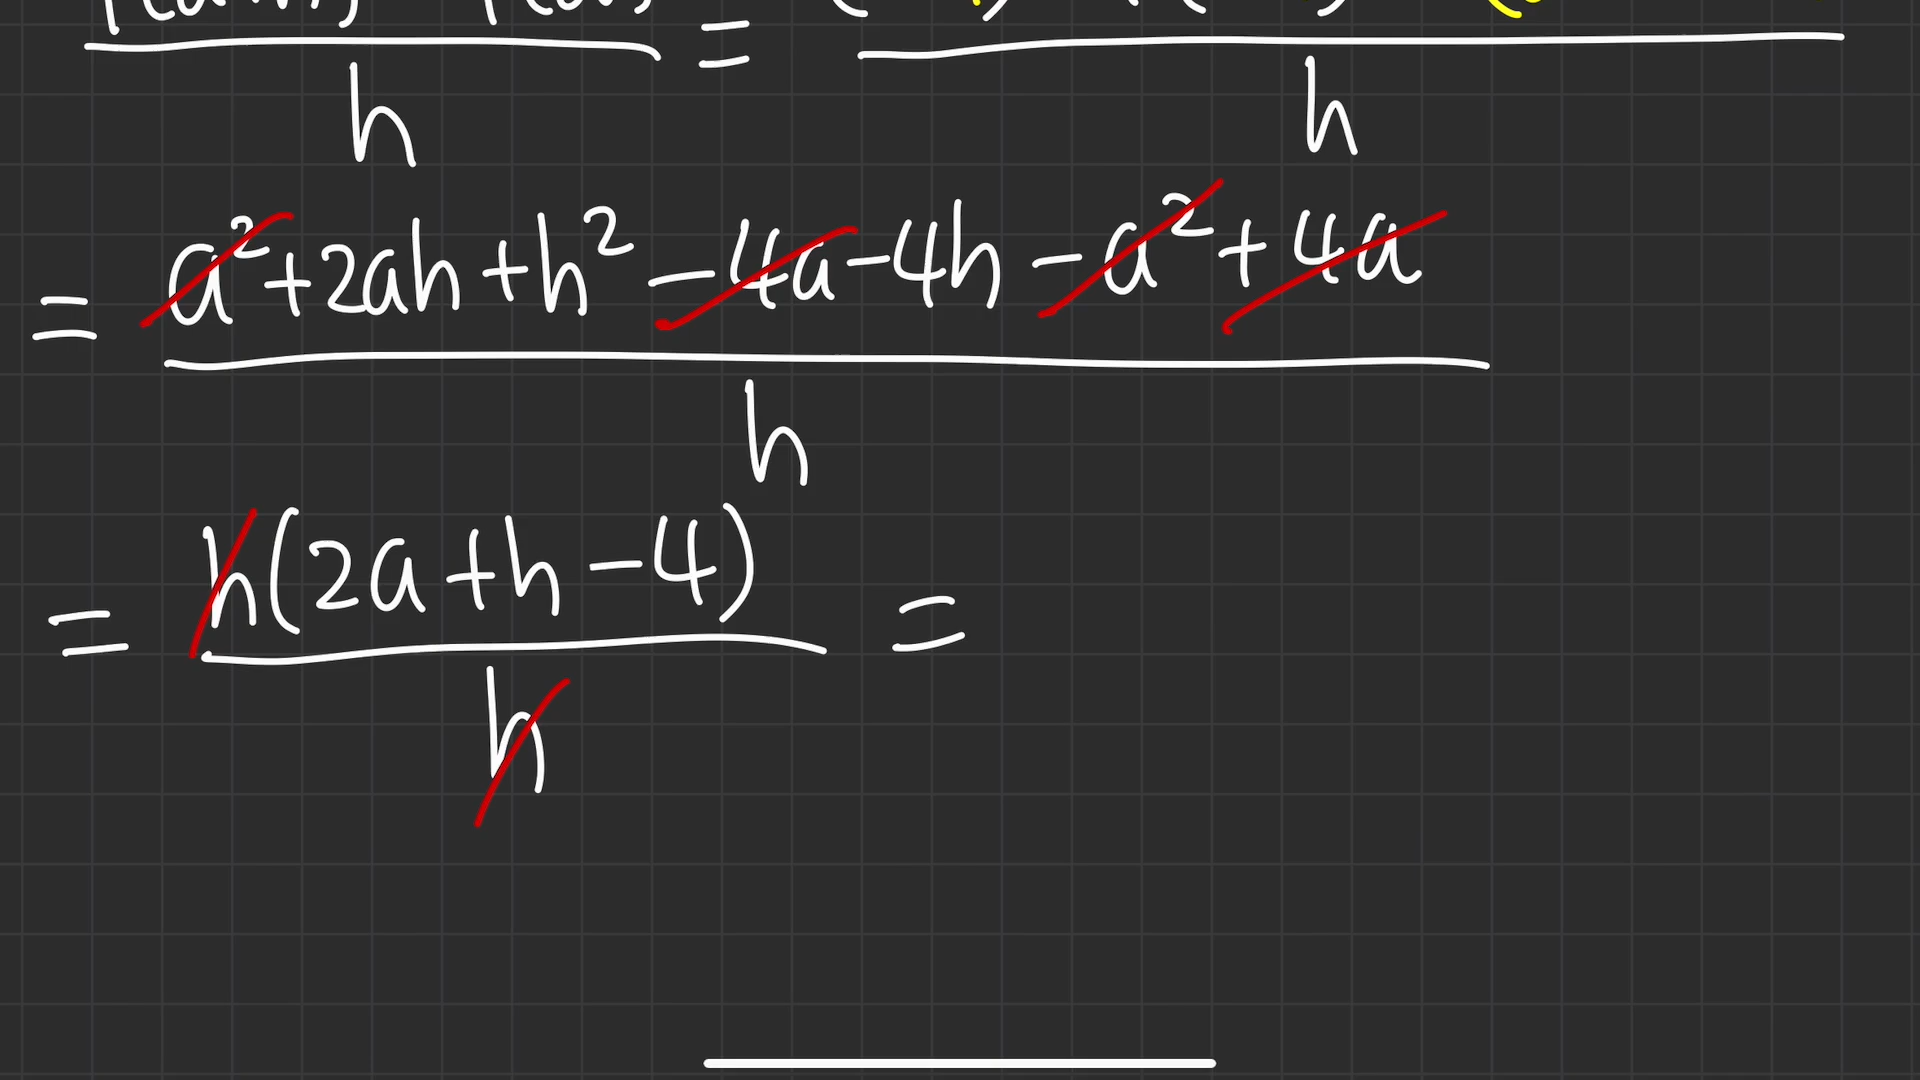 =
h h
= a²+2ah+h²-4a-4h-a²+4a
h
= h(2a+h-4) =
h